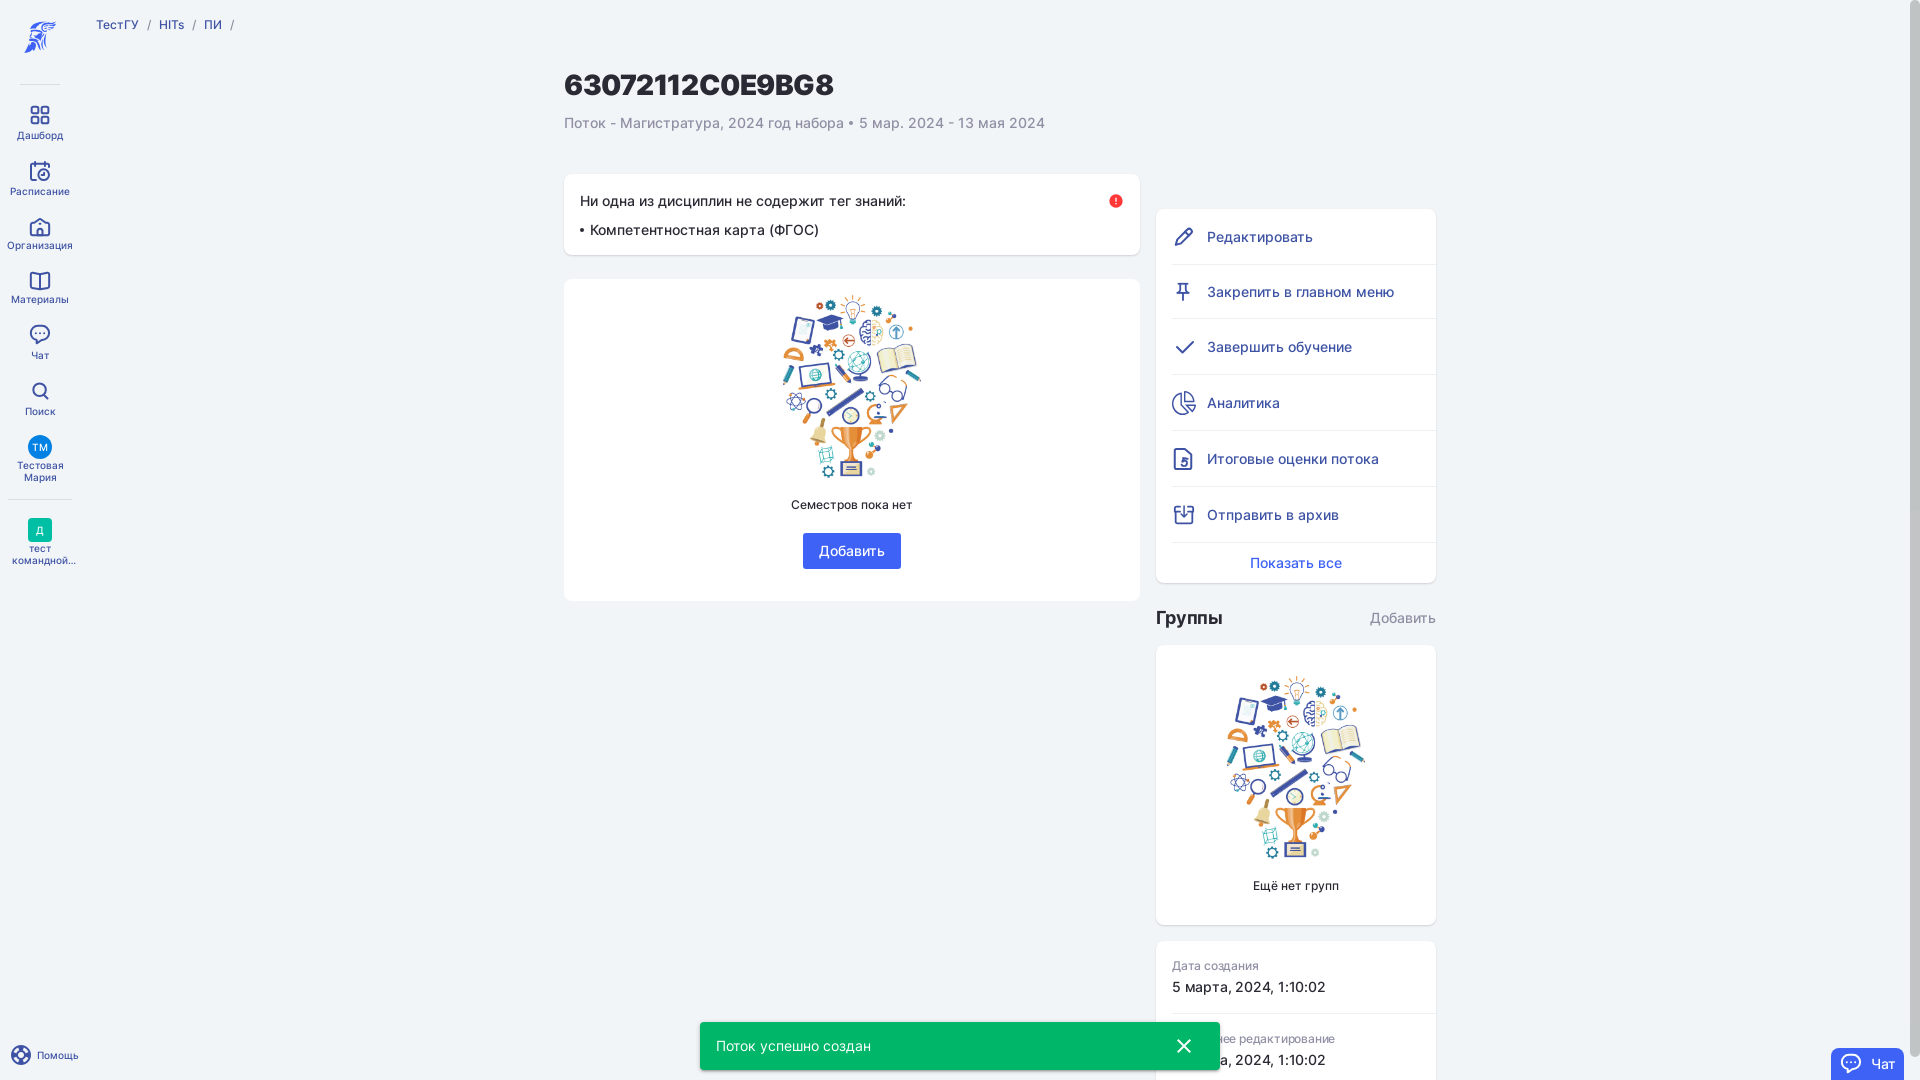 ТестГУ / HITs / ПИ /
Дашборд
Расписание
Организация
Материалы
Чат
Поиск
ТМ
Тестовая
Мария
Д
тест
командной...
Помощь
63072112C0E9BG8
Поток - Магистратура, 2024 год набора • 5 мар. 2024 - 13 мая 2024
Ни одна из дисциплин не содержит тег знаний:
• Компетентностная карта (ФГОС)
Семестров пока нет
Добавить
Редактировать
Закрепить в главном меню
Завершить обучение
Аналитика
Итоговые оценки потока
Отправить в архив
Показать все
Группы
Добавить
Ещё нет групп
Дата создания
5 марта, 2024, 1:10:02
редактирование
2024, 1:10:02
Поток успешно создан
Чат